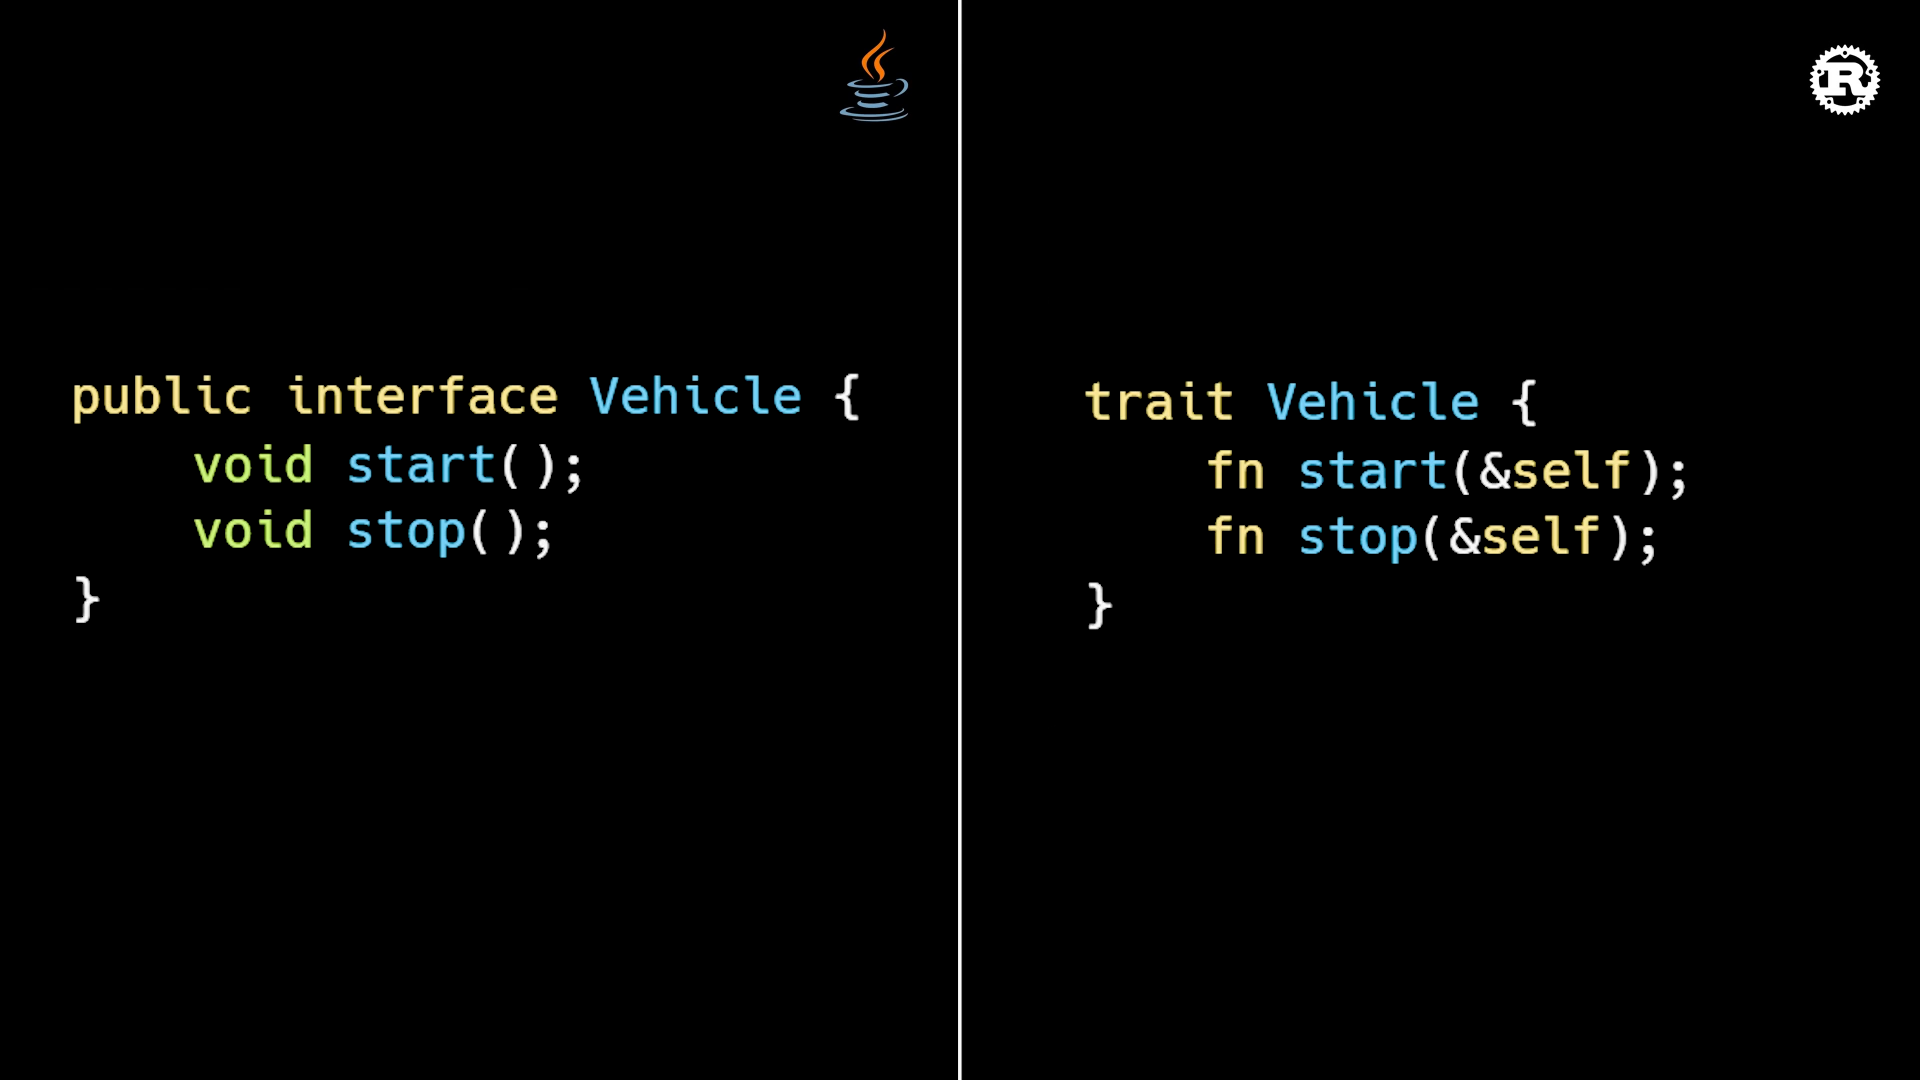 public interface Vehicle {
    void start();
    void stop();
}
R
trait Vehicle {
    fn start(&self);
    fn stop(&self);
}